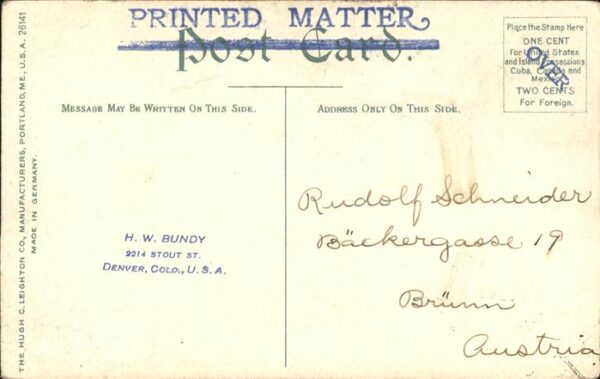 PRINTED MATTER
Post Card.
Place the Stamp Here
ONE CENT
For United States
and Island Possessions
Cuba, Canada and
Mexico
TWO CENTS
For Foreign.
OVER
MESSAGE MAY BE WRITTEN ON THIS SIDE.
ADDRESS ONLY ON THIS SIDE.
H. W. BUNDY
2214 STOUT ST.
DENVER, COLO., U.S.A.
Rudolf Schneider
Bäckergasse 19
Brünn
Austria
THE HUGH C. LEIGHTON CO., MANUFACTURERS, PORTLAND, ME., U.S.A. 26141
MADE IN GERMANY.